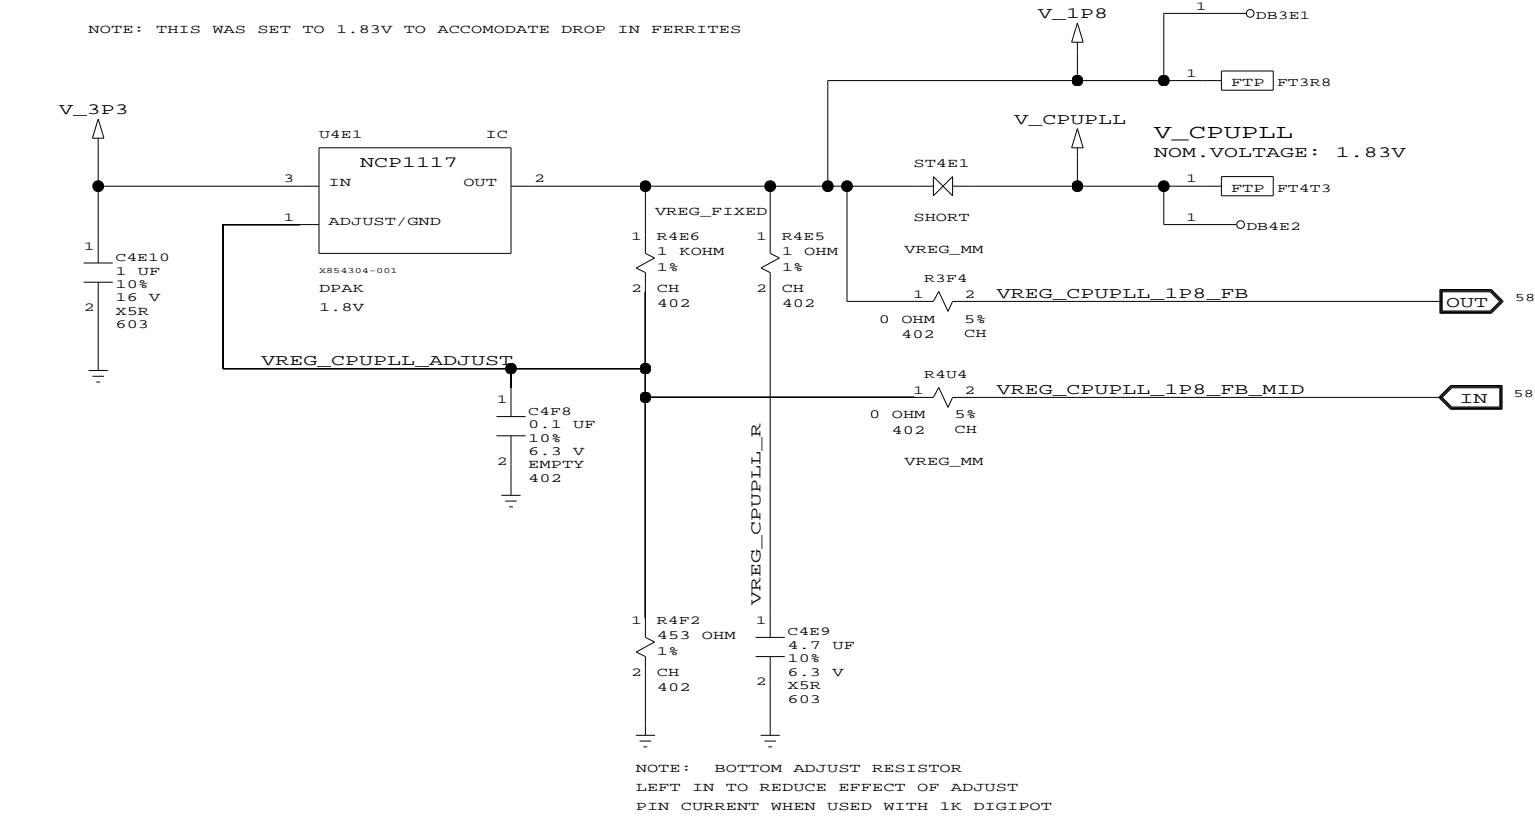 NOTE: THIS WAS SET TO 1.83V TO ACCOMODATE DROP IN FERRITES
V_1P8
1
DB3E1
1
FTP
FT3R8
V_3P3
V_CPUPLL
V_CPUPLL
NOM.VOLTAGE: 1.83V
U4E1
IC
NCP1117
3
IN
OUT
2
1
ADJUST/GND
X854304-001
DPAK
1.8V
ST4E1
SHORT
1
FTP
FT4T3
1
DB4E2
1
C4E10
1 UF
10%
16 V
2
X5R
603
VREG_FIXED
1
R4E6
1 KOHM
1%
2
CH
402
1
R4E5
1 OHM
1%
2
CH
402
VREG_MM
R3F4
1
2
0 OHM
5%
402
CH
VREG_CPUPLL_1P8_FB
OUT
58
VREG_CPUPLL_ADJUST
R4U4
1
2
0 OHM
5%
402
CH
VREG_MM
VREG_CPUPLL_1P8_FB_MID
IN
58
1
C4F8
0.1 UF
10%
6.3 V
2
EMPTY
402
VREG_CPUPLL_R
1
R4F2
453 OHM
1%
2
CH
402
1
C4E9
4.7 UF
10%
6.3 V
2
X5R
603
NOTE: BOTTOM ADJUST RESISTOR
LEFT IN TO REDUCE EFFECT OF ADJUST
PIN CURRENT WHEN USED WITH 1K DIGIPOT